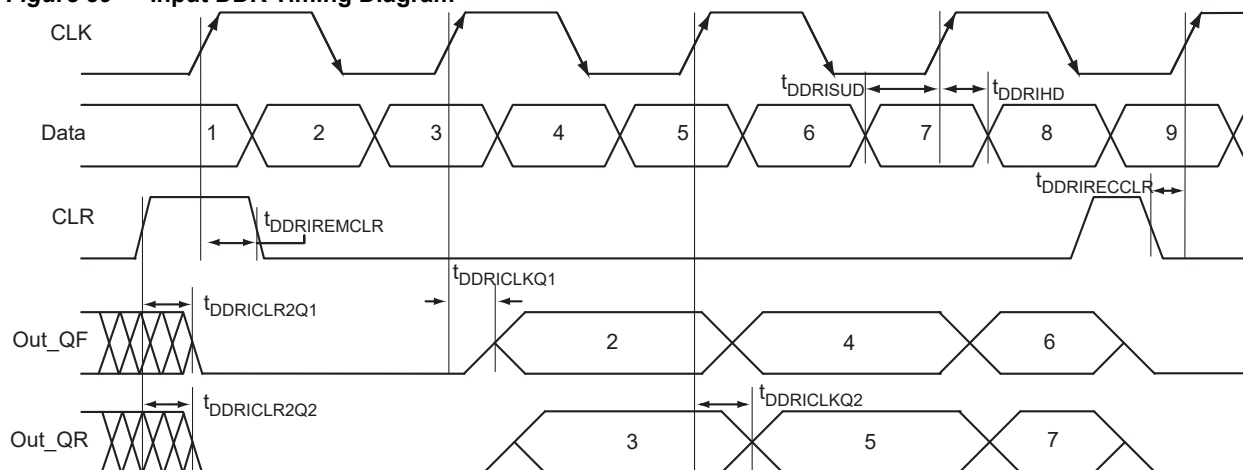 Figure 39 Input DDR Timing Diagram
CLK
tDDRISUD
tDDRIHD
Data
1 2 3 4 5 6 7 8 9
tDDRIRECCLR
CLR
tDDRIREMCLR
tDDRICLKQ1
tDDRICLR2Q1
Out_QF
2 4 6
tDDRICLR2Q2
tDDRICLKQ2
Out_QR
3 5 7